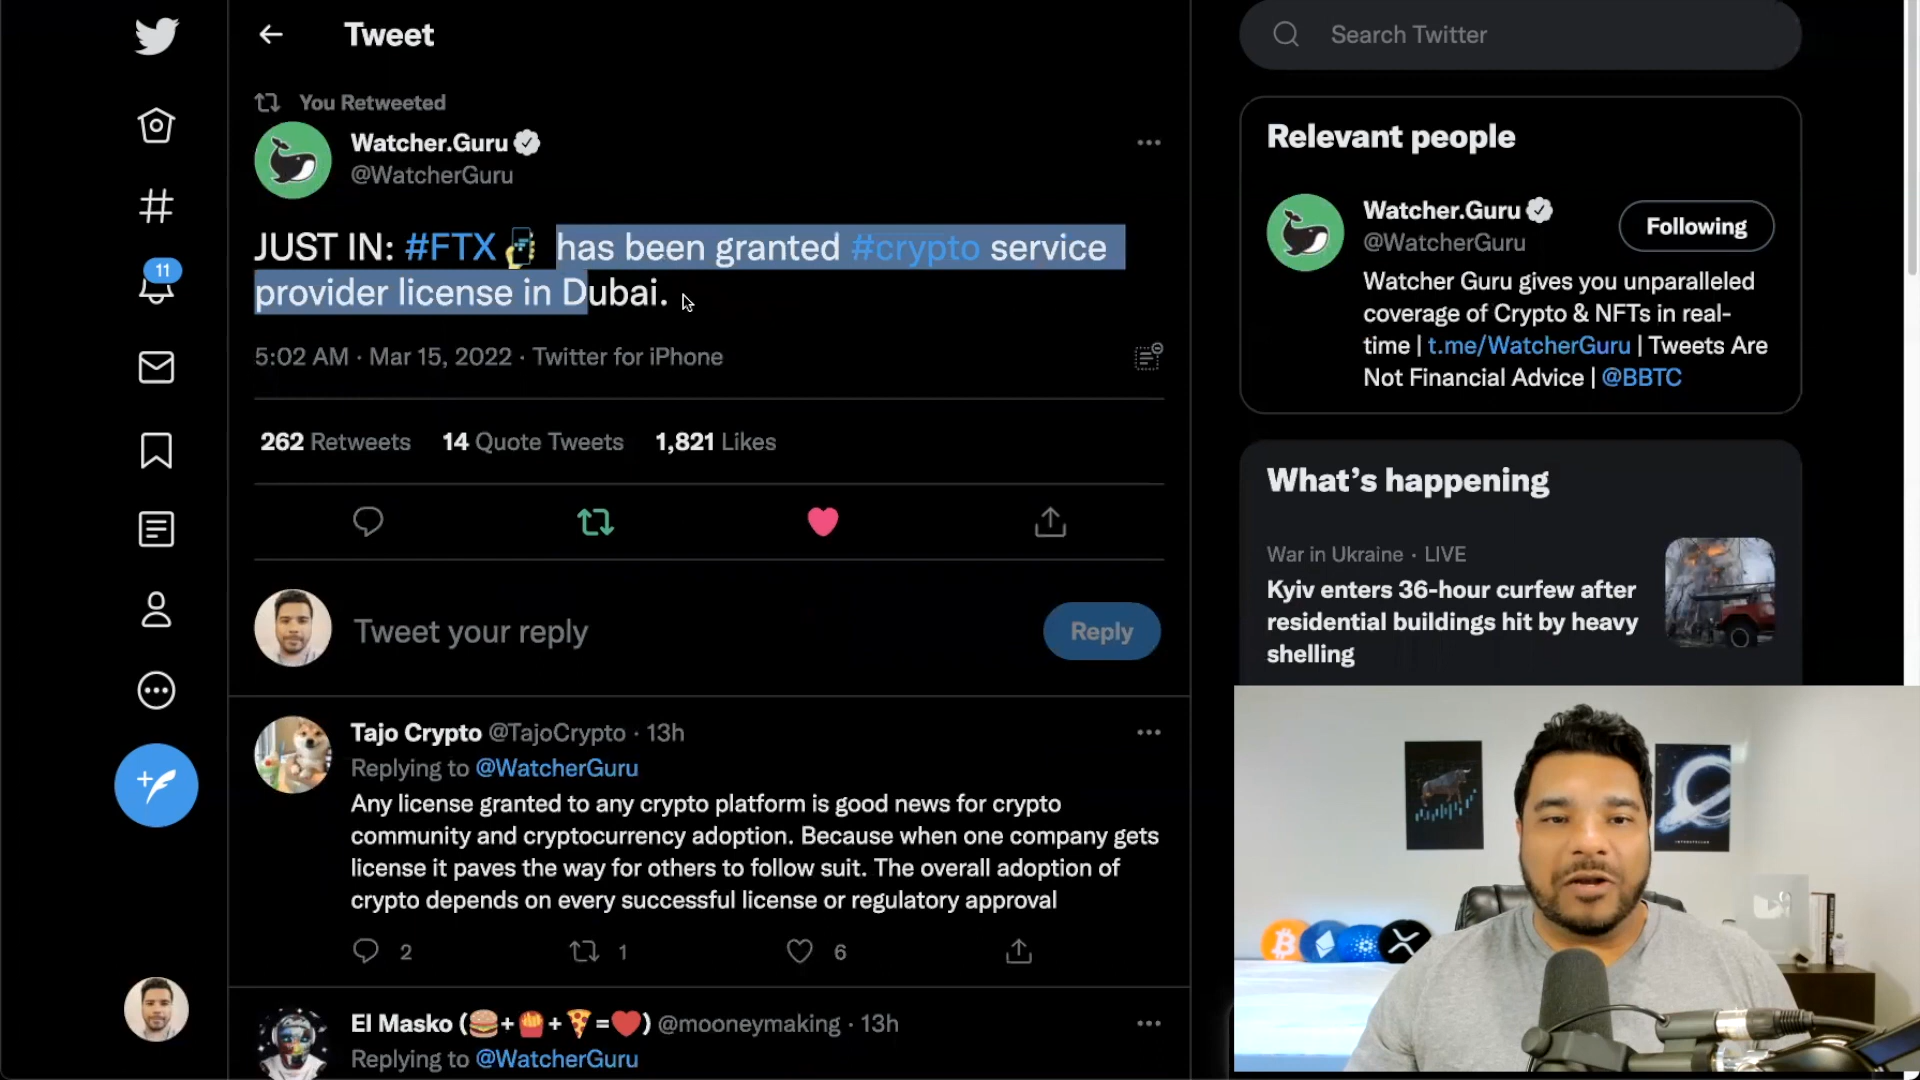 Tweet
You Retweeted
Watcher.Guru
@WatcherGuru
JUST IN: #FTX has been granted #crypto service
provider license in Dubai.
5:02 AM · Mar 15, 2022 · Twitter for iPhone
262 Retweets 14 Quote Tweets 1,821 Likes
Tweet your reply
Reply
Tajo Crypto @TajoCrypto · 13h
Replying to @WatcherGuru
Any license granted to any crypto platform is good news for crypto
community and cryptocurrency adoption. Because when one company gets
license it paves the way for others to follow suit. The overall adoption of
crypto depends on every successful license or regulatory approval
2 1 6
El Masko (🍔+🍟+🍕=❤️) @mooneymaking · 13h
Replying to @WatcherGuru
11
Search Twitter
Relevant people
Watcher.Guru
@WatcherGuru
Following
Watcher Guru gives you unparalleled
coverage of Crypto & NFTs in real-
time | t.me/WatcherGuru | Tweets Are
Not Financial Advice | @BBTC
What's happening
War in Ukraine · LIVE
Kyiv enters 36-hour curfew after
residential buildings hit by heavy
shelling
INTERSTELLAR